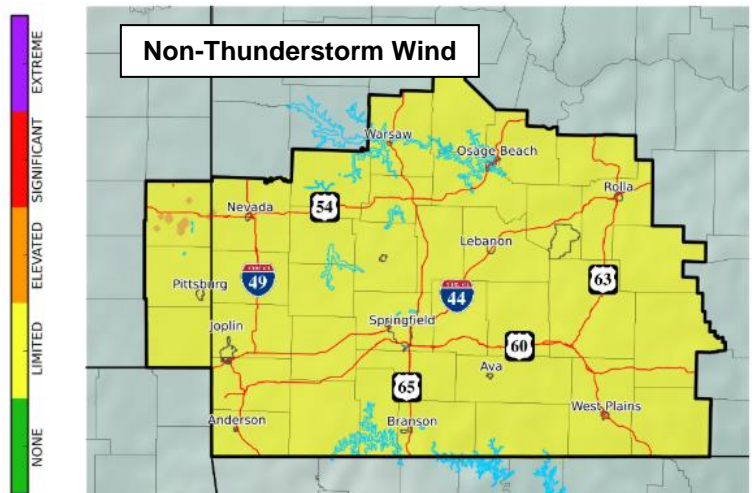 Non-Thunderstorm Wind
EXTREME
SIGNIFICANT
ELEVATED
LIMITED
NONE
Warsaw
Osage Beach
Rolla
Nevada
54
Lebanon
Pittsburg
49
44
63
Joplin
Springfield
60
Ava
65
Anderson
Branson
West Plains